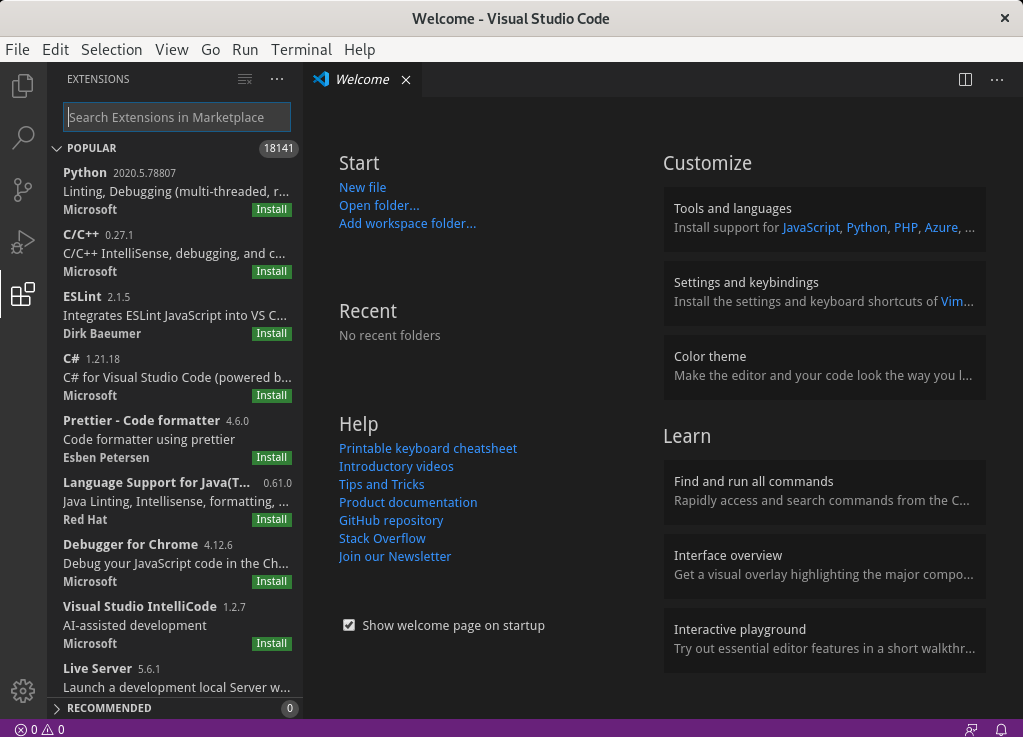 Welcome - Visual Studio Code
File Edit Selection View Go Run Terminal Help
EXTENSIONS
Search Extensions in Marketplace
POPULAR 18141
Python 2020.5.78807
Linting, Debugging (multi-threaded, r...
Microsoft Install
C/C++ 0.27.1
C/C++ IntelliSense, debugging, and c...
Microsoft Install
ESLint 2.1.5
Integrates ESLint JavaScript into VS C...
Dirk Baeumer Install
C# 1.21.18
C# for Visual Studio Code (powered b...
Microsoft Install
Prettier - Code formatter 4.6.0
Code formatter using prettier
Esben Petersen Install
Language Support for Java(T... 0.61.0
Java Linting, Intellisense, formatting, ...
Red Hat Install
Debugger for Chrome 4.12.6
Debug your JavaScript code in the Ch...
Microsoft Install
Visual Studio IntelliCode 1.2.7
AI-assisted development
Microsoft Install
Live Server 5.6.1
Launch a development local Server w...
RECOMMENDED 0
Welcome
Start
New file
Open folder...
Add workspace folder...
Recent
No recent folders
Help
Printable keyboard cheatsheet
Introductory videos
Tips and Tricks
Product documentation
GitHub repository
Stack Overflow
Join our Newsletter
Show welcome page on startup
Customize
Tools and languages
Install support for JavaScript, Python, PHP, Azure, ...
Settings and keybindings
Install the settings and keyboard shortcuts of Vim...
Color theme
Make the editor and your code look the way you l...
Learn
Find and run all commands
Rapidly access and search commands from the C...
Interface overview
Get a visual overlay highlighting the major compo...
Interactive playground
Try out essential editor features in a short walkthr...
0 0